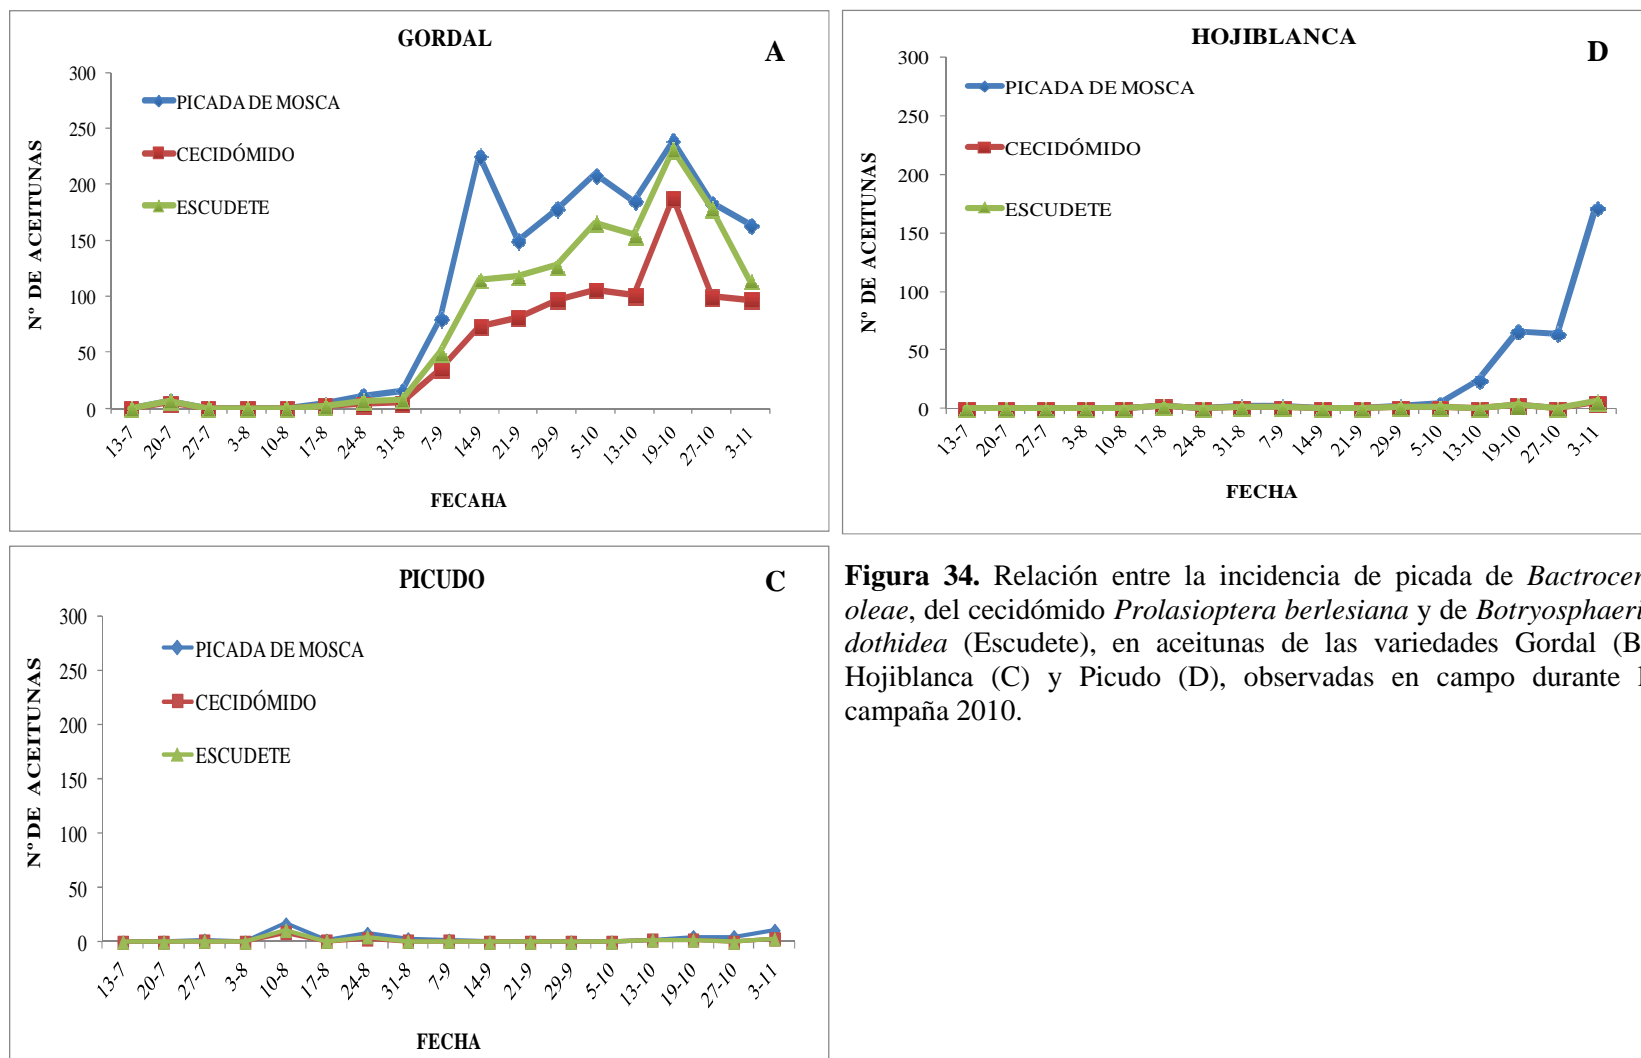 GORDAL
A
300
250
200
150
100
50
0
Nº DE ACEITUNAS
PICADA DE MOSCA
CECIDÓMIDO
ESCUDETE
13-7 20-7 27-7 3-8 10-8 17-8 24-8 31-8 7-9 14-9 21-9 29-9 5-10 13-10 19-10 27-10 3-11
FECAHA
HOJIBLANCA
D
300
250
200
150
100
50
0
Nº DE ACEITUNAS
PICADA DE MOSCA
CECIDÓMIDO
ESCUDETE
13-7 20-7 27-7 3-8 10-8 17-8 24-8 31-8 7-9 14-9 21-9 29-9 5-10 13-10 19-10 27-10 3-11
FECHA
PICUDO
C
300
250
200
150
100
50
0
Nº DE ACEITUNAS
PICADA DE MOSCA
CECIDÓMIDO
ESCUDETE
13-7 20-7 27-7 3-8 10-8 17-8 24-8 31-8 7-9 14-9 21-9 29-9 5-10 13-10 19-10 27-10 3-11
FECHA
Figura 34. Relación entre la incidencia de picada de Bactrocer
oleae, del cecidómido Prolasioptera berlesiana y de Botryosphaeri
dothidea (Escudete), en aceitunas de las variedades Gordal (B
Hojiblanca (C) y Picudo (D), observadas en campo durante l
campaña 2010.